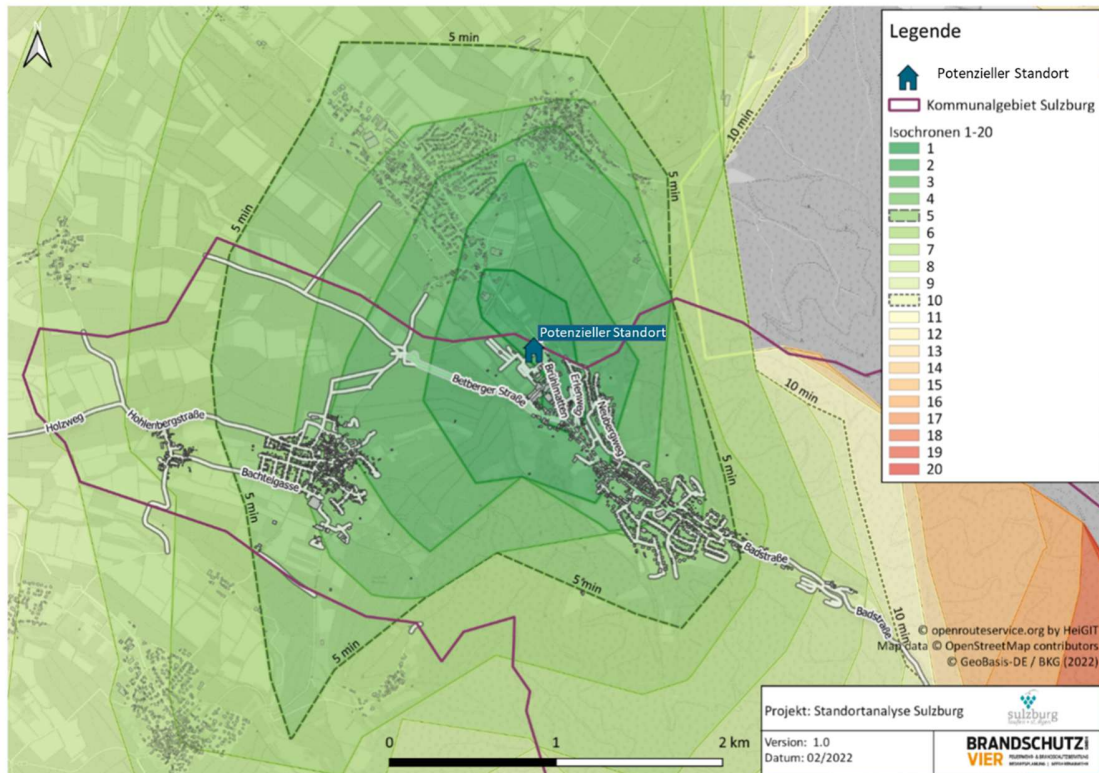 N
5 min
10 min
5 min
5 min
Potenzieller Standort
Betberger Straße
Brühlmatten
Erlenweg
Nussbergweg
10 min
Holzweg
Hohlenbergstraße
Bachtelgasse
5 min
5 min
Badstraße
5 min
Badstraße
5 min
10 min
Legende
Potenzieller Standort
Kommunalgebiet Sulzburg
Isochronen 1-20
1
2
3
4
5
6
7
8
9
10
11
12
13
14
15
16
17
18
19
20
© openrouteservice.org by HeiGIT
Map data © OpenStreetMap contributors
© GeoBasis-DE / BKG (2022)
0 1 2 km
Projekt: Standortanalyse Sulzburg
sulzburg
Version: 1.0
Datum: 02/2022
BRANDSCHUTZ
VIER